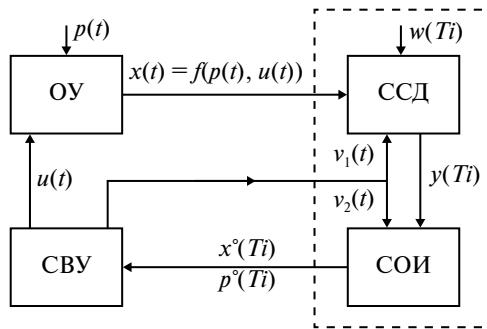 p(t)
w(Ti)
x(t) = f(p(t), u(t))
ОУ
ССД
v₁(t)
u(t)
y(Ti)
v₂(t)
x°(Ti)
СВУ
СОИ
p°(Ti)